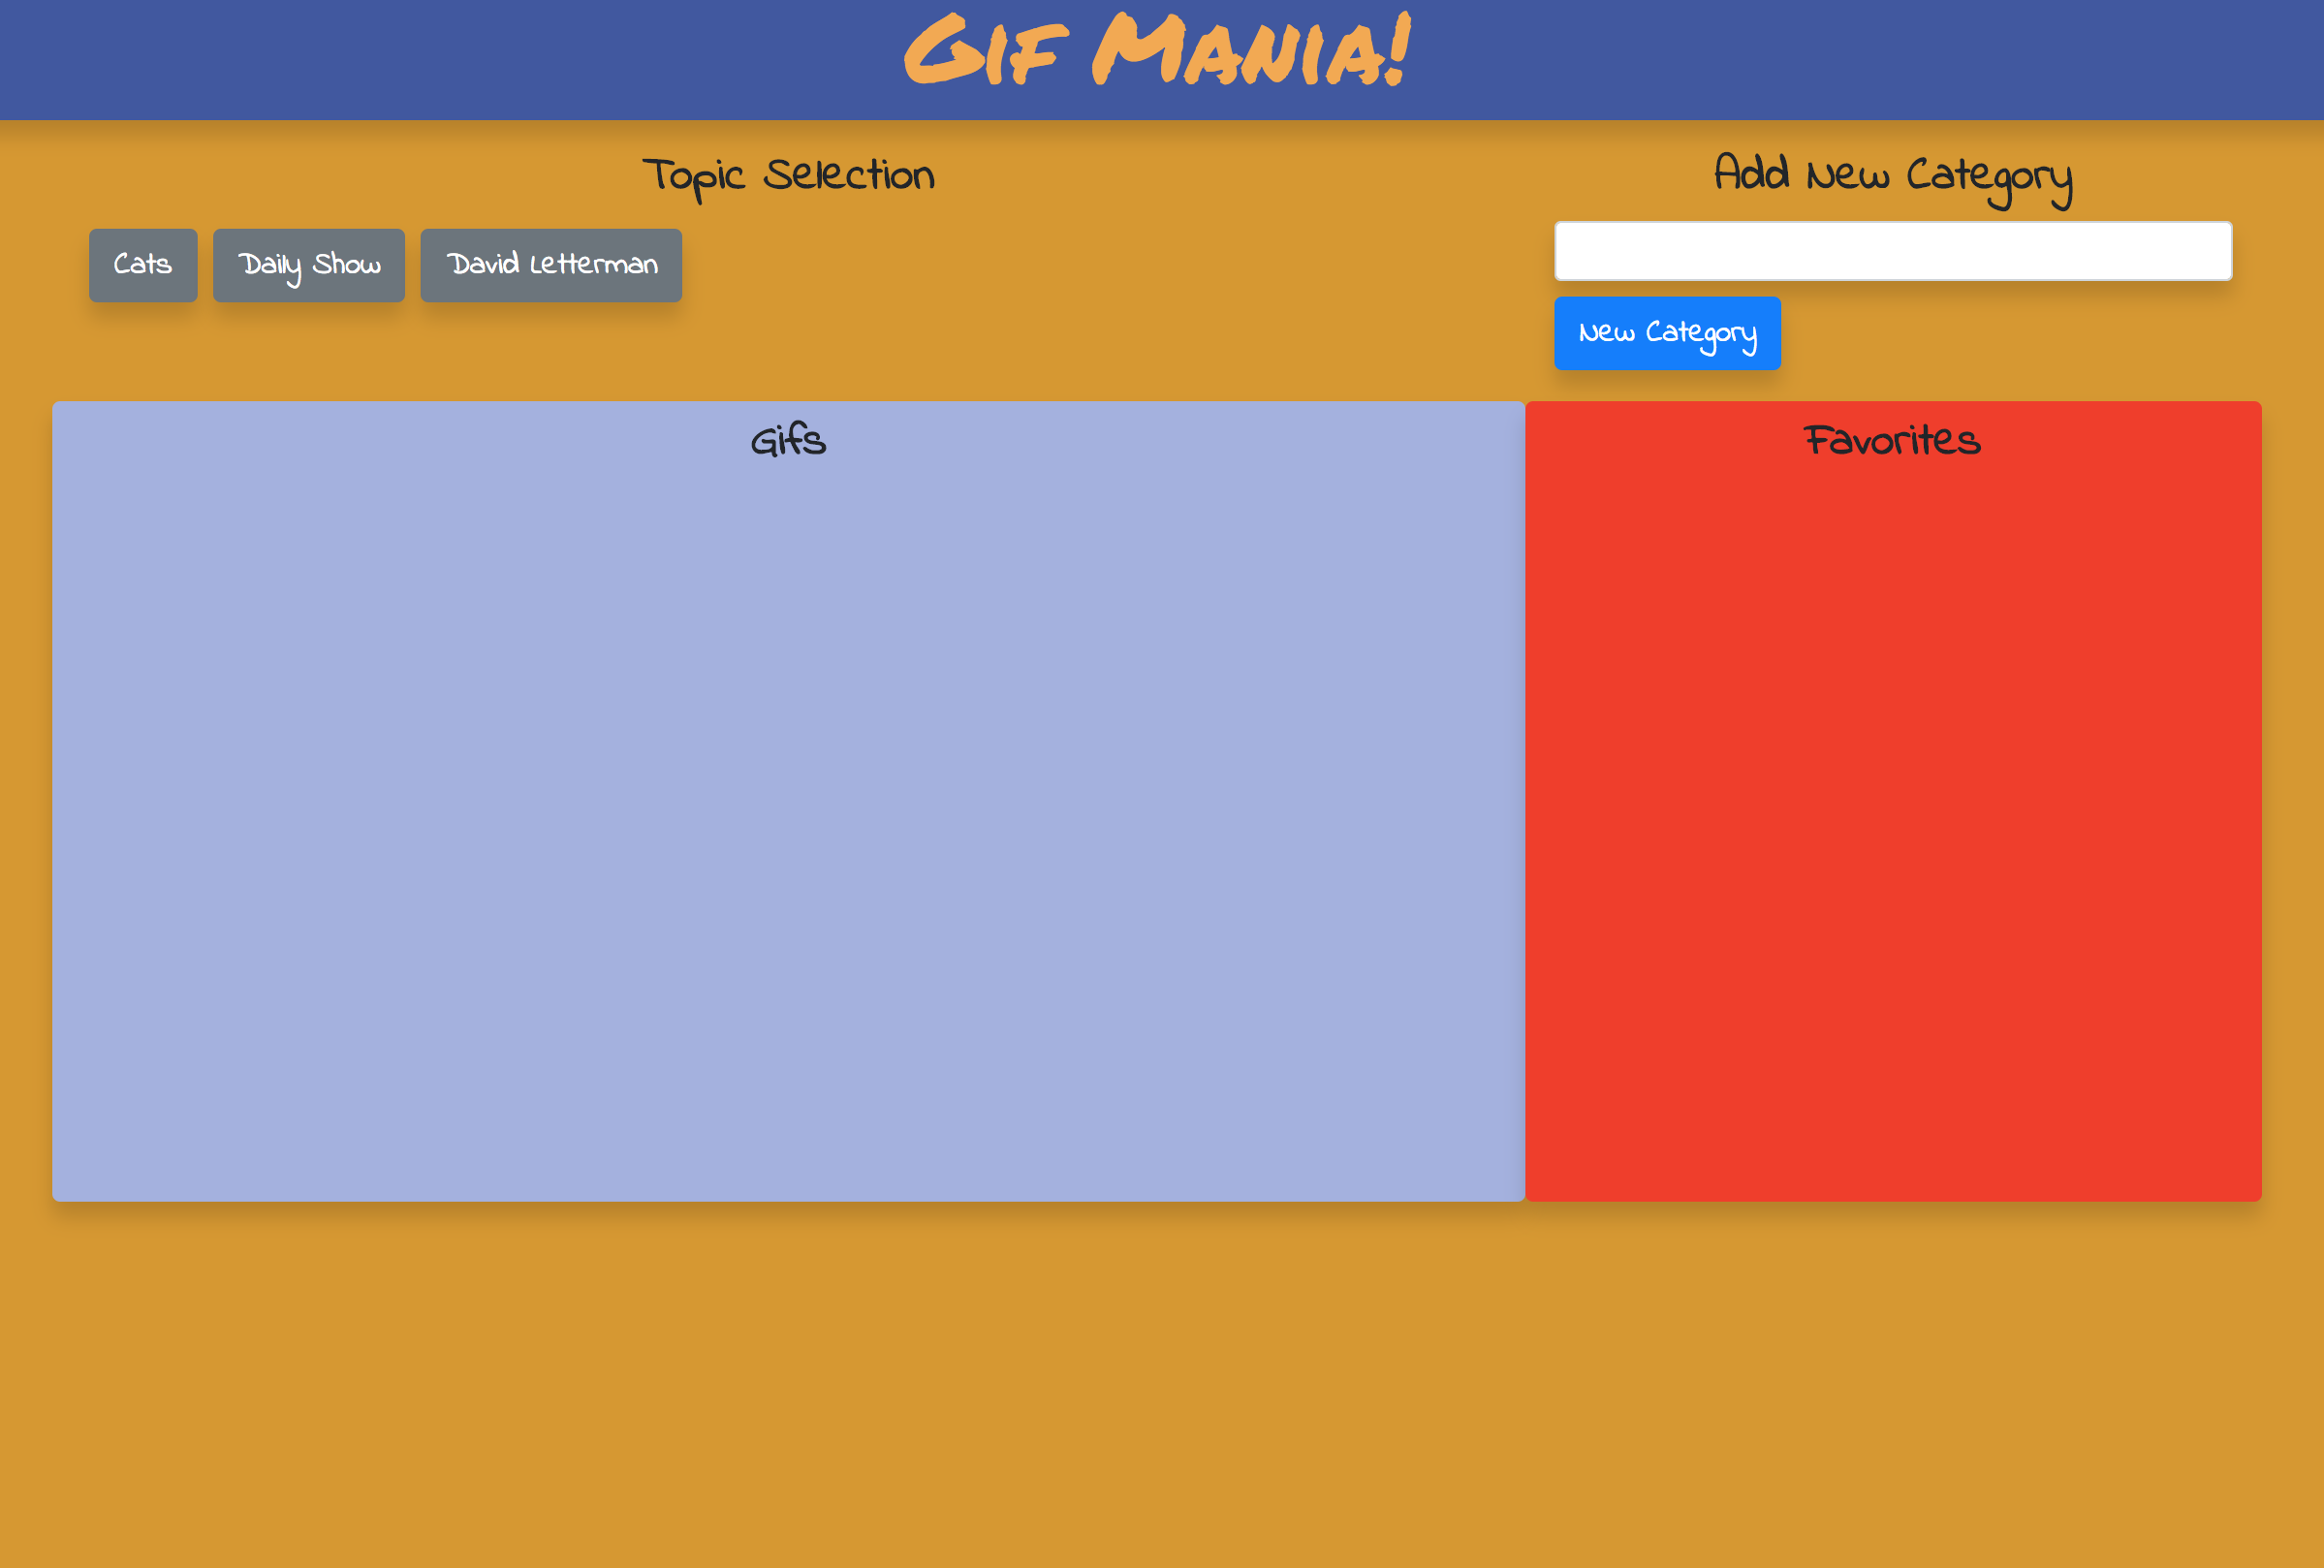 Gif Mania!
Topic Selection
Add New Category
Cats
Daily Show
David Letterman
New Category
Gifs
Favorites